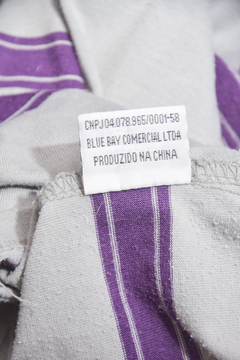 CNPJ 04.078.965/0001-58
BLUE BAY COMERCIAL LTDA
PRODUZIDO NA CHINA